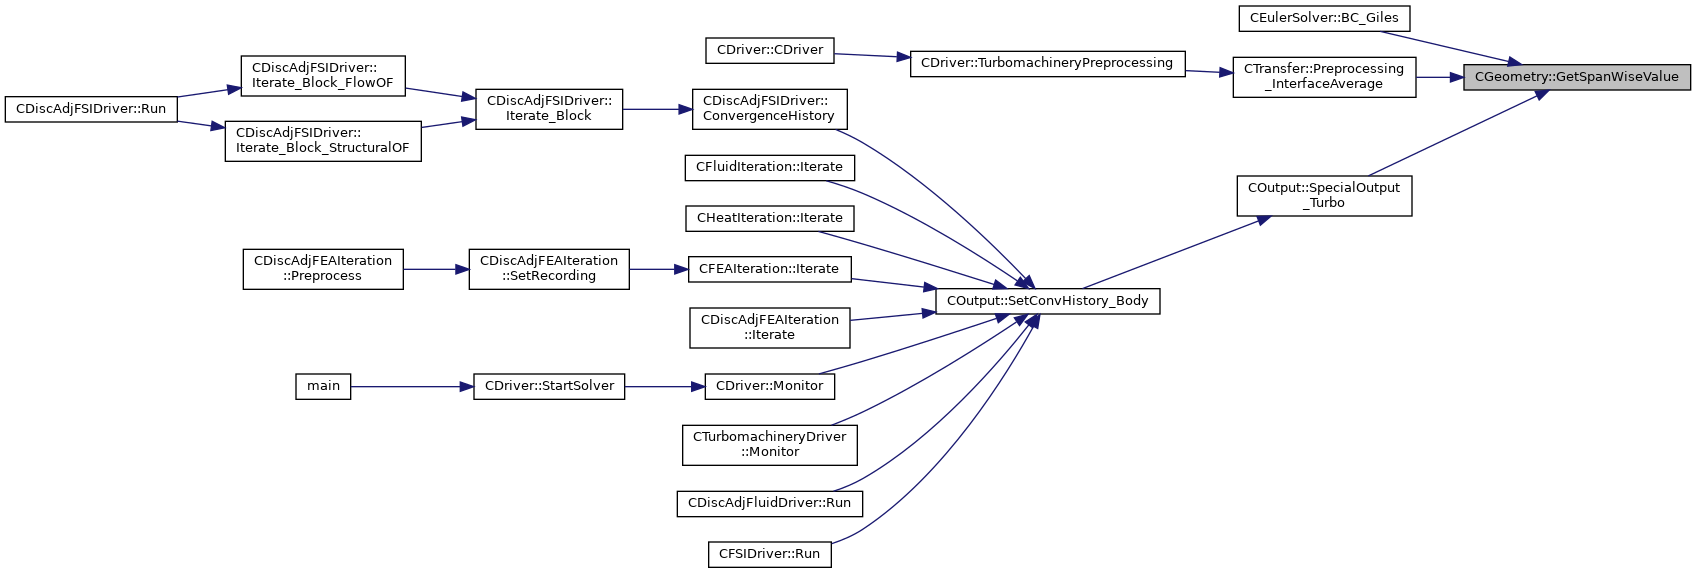 CEulerSolver::BC_Giles
CDriver::CDriver
CDriver::TurbomachineryPreprocessing
CTransfer::Preprocessing
_InterfaceAverage
CGeometry::GetSpanWiseValue
CDiscAdjFSIDriver::
Iterate_Block_FlowOF
CDiscAdjFSIDriver::Run
CDiscAdjFSIDriver::
Iterate_Block_StructuralOF
CDiscAdjFSIDriver::
Iterate_Block
CDiscAdjFSIDriver::
ConvergenceHistory
CFluidIteration::Iterate
COutput::SpecialOutput
_Turbo
CHeatIteration::Iterate
CDiscAdjFEAIteration
::Preprocess
CDiscAdjFEAIteration
::SetRecording
CFEAIteration::Iterate
COutput::SetConvHistory_Body
CDiscAdjFEAIteration
::Iterate
main
CDriver::StartSolver
CDriver::Monitor
CTurbomachineryDriver
::Monitor
CDiscAdjFluidDriver::Run
CFSIDriver::Run